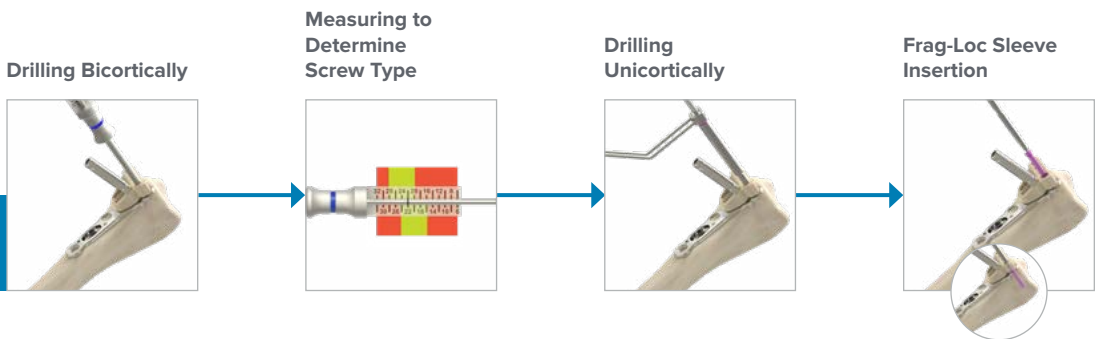 Drilling Bicortically
Measuring to
Determine
Screw Type
Drilling
Unicortically
Frag-Loc Sleeve
Insertion